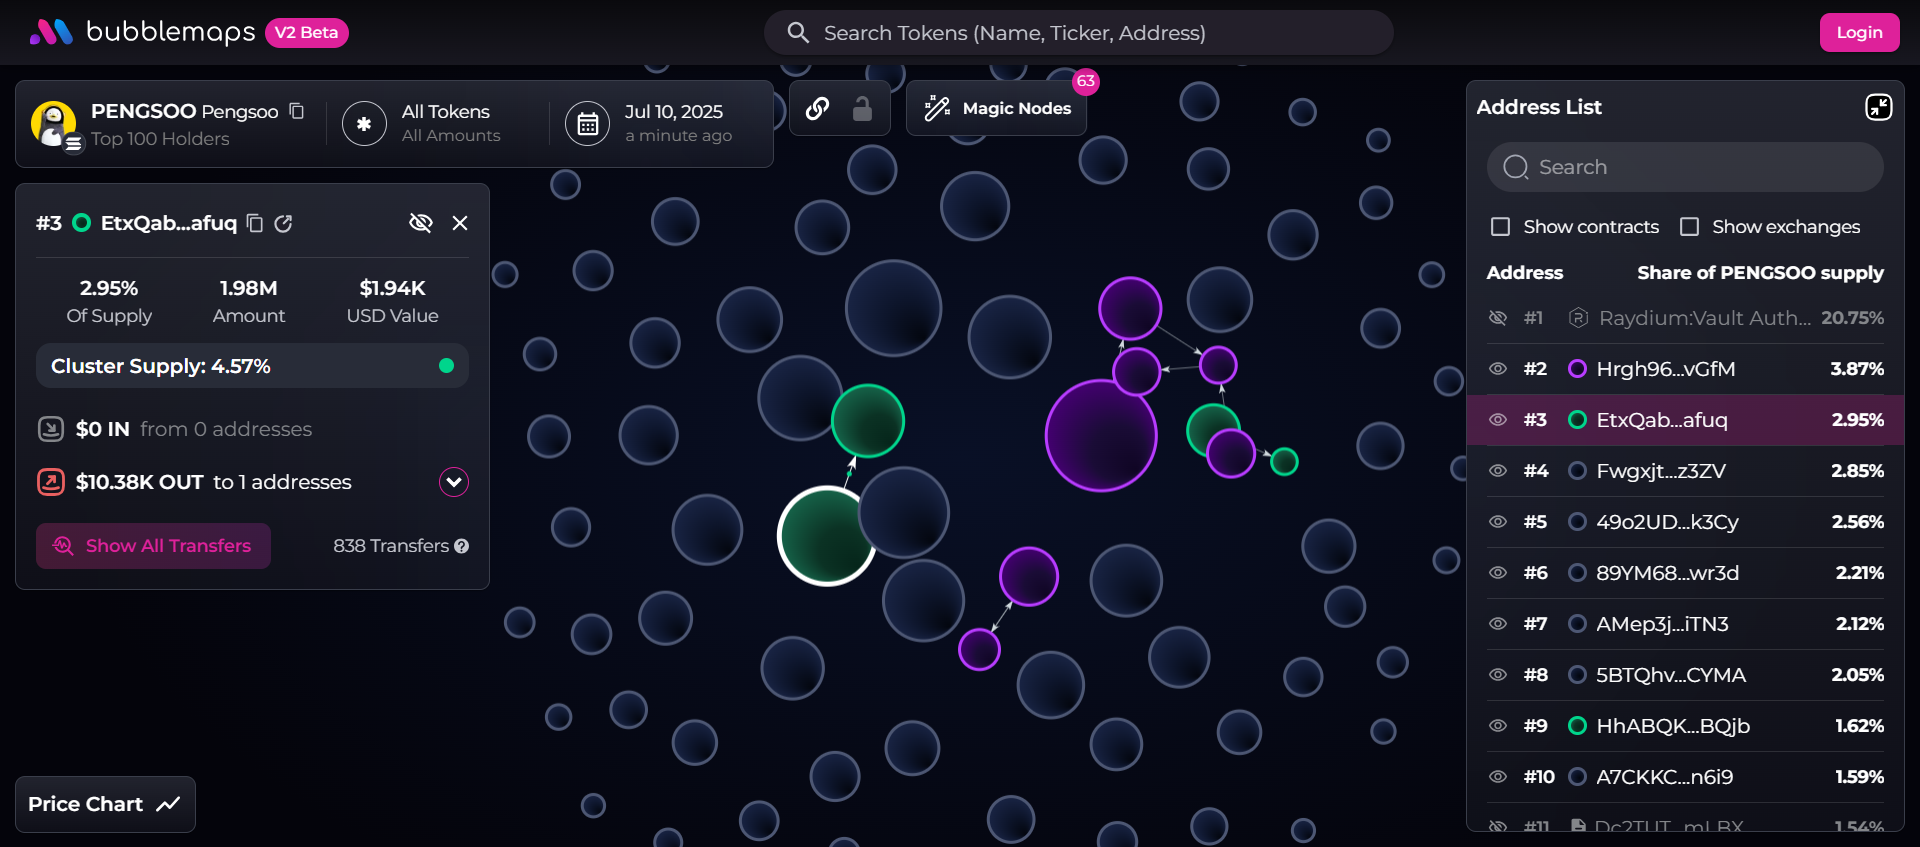 bubblemaps V2 Beta
Search Tokens (Name, Ticker, Address)
Login
PENGSOO Pengsoo
Top 100 Holders
All Tokens
All Amounts
Jul 10, 2025
a minute ago
63
Magic Nodes
#3 EtxQab...afuq
2.95% 1.98M $1.94K
Of Supply Amount USD Value
Cluster Supply: 4.57%
$0 IN from 0 addresses
$10.38K OUT to 1 addresses
Show All Transfers 838 Transfers ?
Price Chart
Address List
Search
Show contracts Show exchanges
Address Share of PENGSOO supply
#1 Raydium:Vault Auth... 20.75%
#2 Hrgh96...vGfM 3.87%
#3 EtxQab...afuq 2.95%
#4 Fwgxjt...z3ZV 2.85%
#5 49o2UD...k3Cy 2.56%
#6 89YM68...wr3d 2.21%
#7 AMep3j...iTN3 2.12%
#8 5BTQhv...CYMA 2.05%
#9 HhABQK...BQjb 1.62%
#10 A7CKKC...n6i9 1.59%
#11 Dc2TUT...mLBX 1.54%